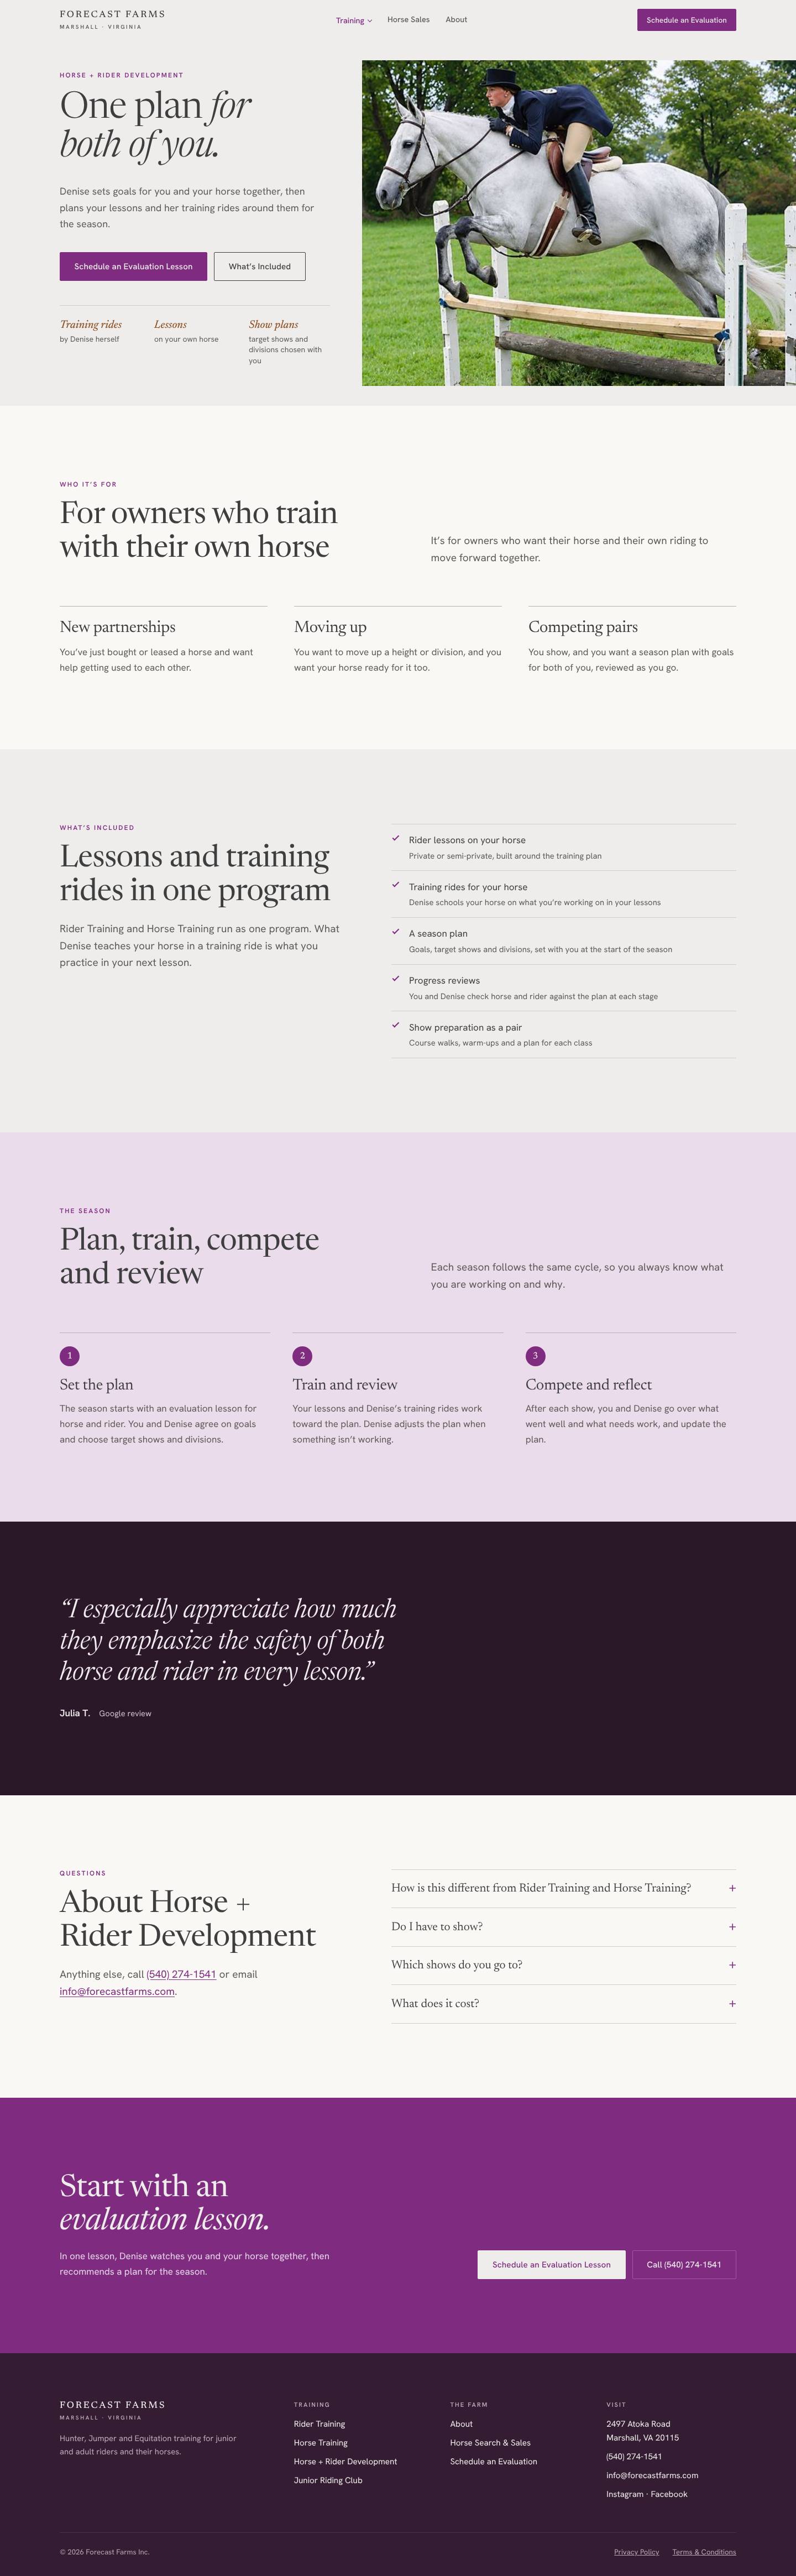 FORECAST FARMS
MARSHALL · VIRGINIA
Training
Horse Sales
About
Schedule an Evaluation
HORSE + RIDER DEVELOPMENT
One plan for
both of you.
Denise sets goals for you and your horse together, then
plans your lessons and her training rides around them for
the season.
Schedule an Evaluation Lesson
What’s Included
Training rides
by Denise herself
Lessons
on your own horse
Show plans
target shows and
divisions chosen with
you
WHO IT’S FOR
For owners who train
with their own horse
It’s for owners who want their horse and their own riding to
move forward together.
New partnerships
You’ve just bought or leased a horse and want
help getting used to each other.
Moving up
You want to move up a height or division, and you
want your horse ready for it too.
Competing pairs
You show, and you want a season plan with goals
for both of you, reviewed as you go.
WHAT’S INCLUDED
Lessons and training
rides in one program
Rider Training and Horse Training run as one program. What
Denise teaches your horse in a training ride is what you
practice in your next lesson.
Rider lessons on your horse
Private or semi-private, built around the training plan
Training rides for your horse
Denise schools your horse on what you’re working on in your lessons
A season plan
Goals, target shows and divisions, set with you at the start of the season
Progress reviews
You and Denise check horse and rider against the plan at each stage
Show preparation as a pair
Course walks, warm-ups and a plan for each class
THE SEASON
Plan, train, compete
and review
Each season follows the same cycle, so you always know what
you are working on and why.
1
Set the plan
The season starts with an evaluation lesson for
horse and rider. You and Denise agree on goals
and choose target shows and divisions.
2
Train and review
Your lessons and Denise’s training rides work
toward the plan. Denise adjusts the plan when
something isn’t working.
3
Compete and reflect
After each show, you and Denise go over what
went well and what needs work, and update the
plan.
“I especially appreciate how much
they emphasize the safety of both
horse and rider in every lesson.”
Julia T. Google review
QUESTIONS
About Horse +
Rider Development
Anything else, call (540) 274-1541 or email
info@forecastfarms.com.
How is this different from Rider Training and Horse Training? +
Do I have to show? +
Which shows do you go to? +
What does it cost? +
Start with an
evaluation lesson.
In one lesson, Denise watches you and your horse together, then
recommends a plan for the season.
Schedule an Evaluation Lesson
Call (540) 274-1541
FORECAST FARMS
MARSHALL · VIRGINIA
Hunter, Jumper and Equitation training for junior
and adult riders and their horses.
TRAINING
Rider Training
Horse Training
Horse + Rider Development
Junior Riding Club
THE FARM
About
Horse Search & Sales
Schedule an Evaluation
VISIT
2497 Atoka Road
Marshall, VA 20115
(540) 274-1541
info@forecastfarms.com
Instagram · Facebook
© 2026 Forecast Farms Inc.
Privacy Policy
Terms & Conditions